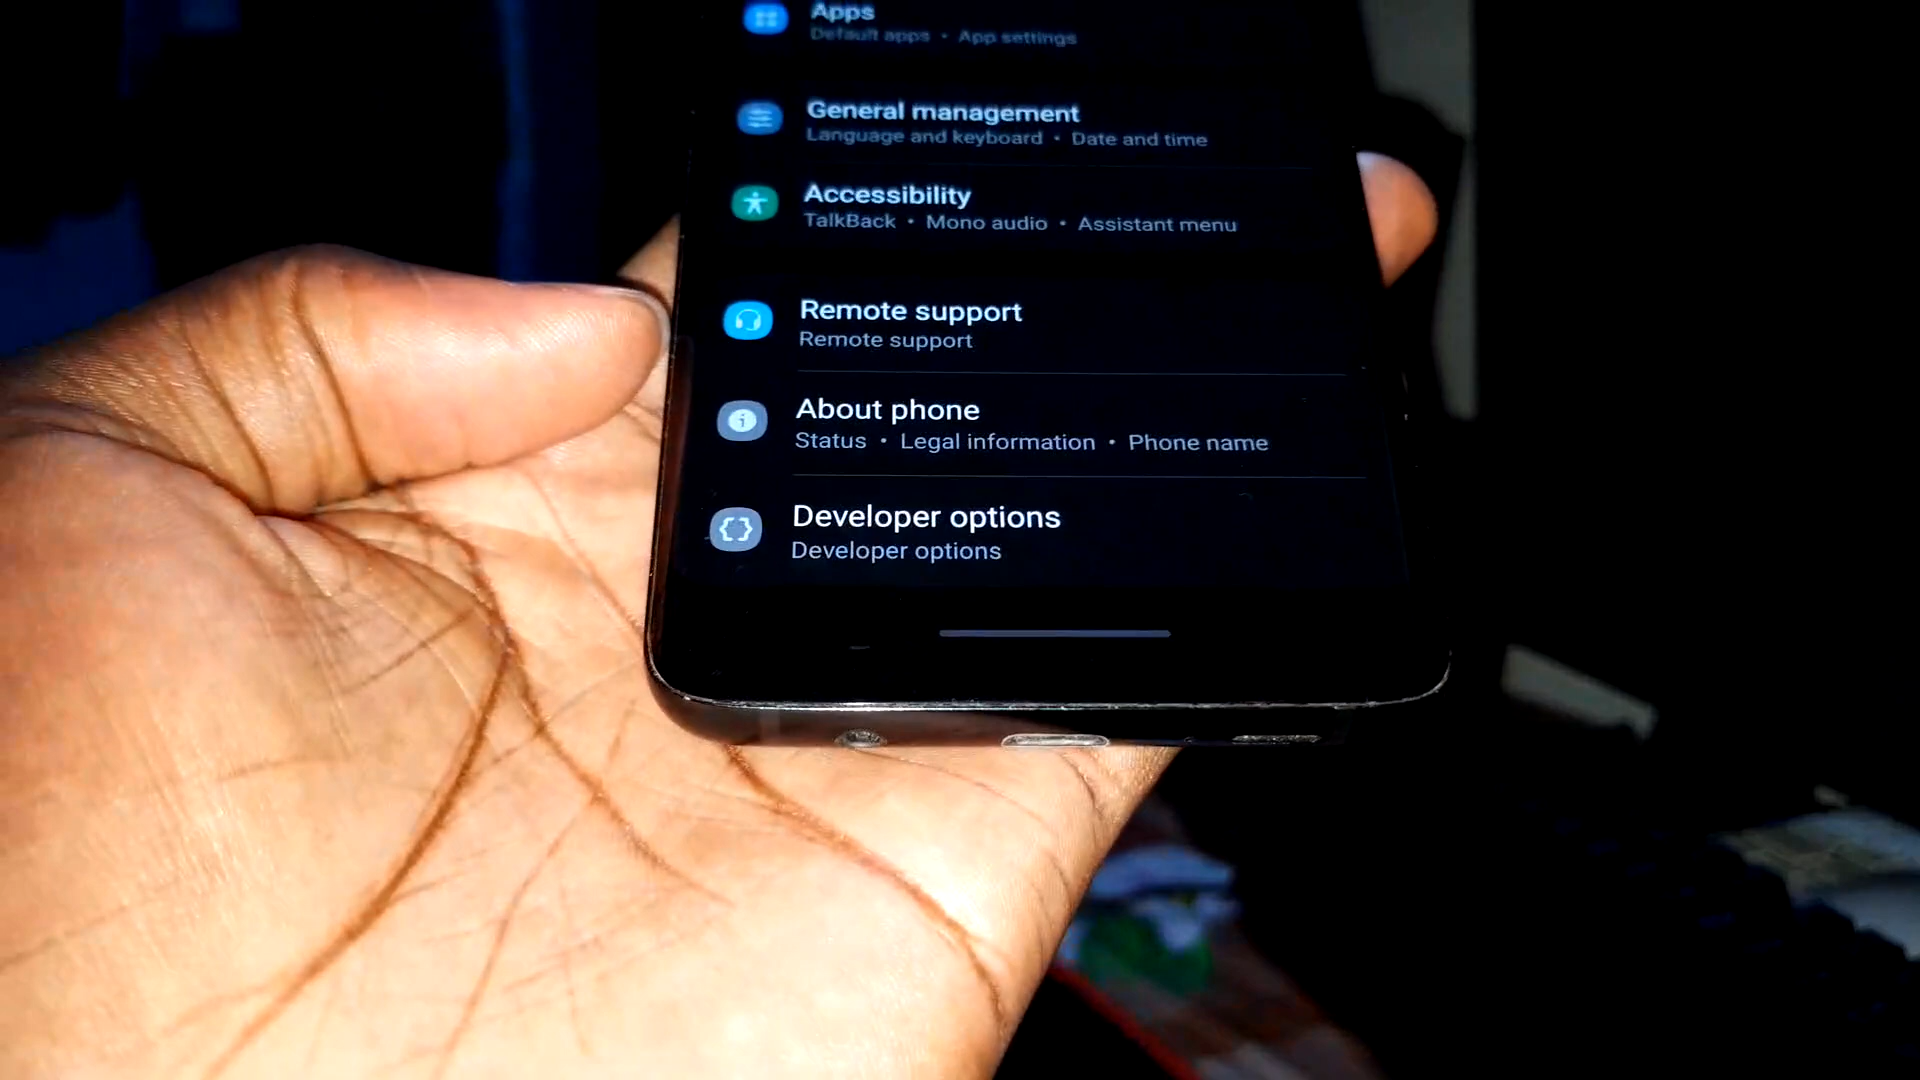 Apps
Default apps • App settings
General management
Language and keyboard • Date and time
Accessibility
TalkBack • Mono audio • Assistant menu
Remote support
Remote support
About phone
Status • Legal information • Phone name
Developer options
Developer options